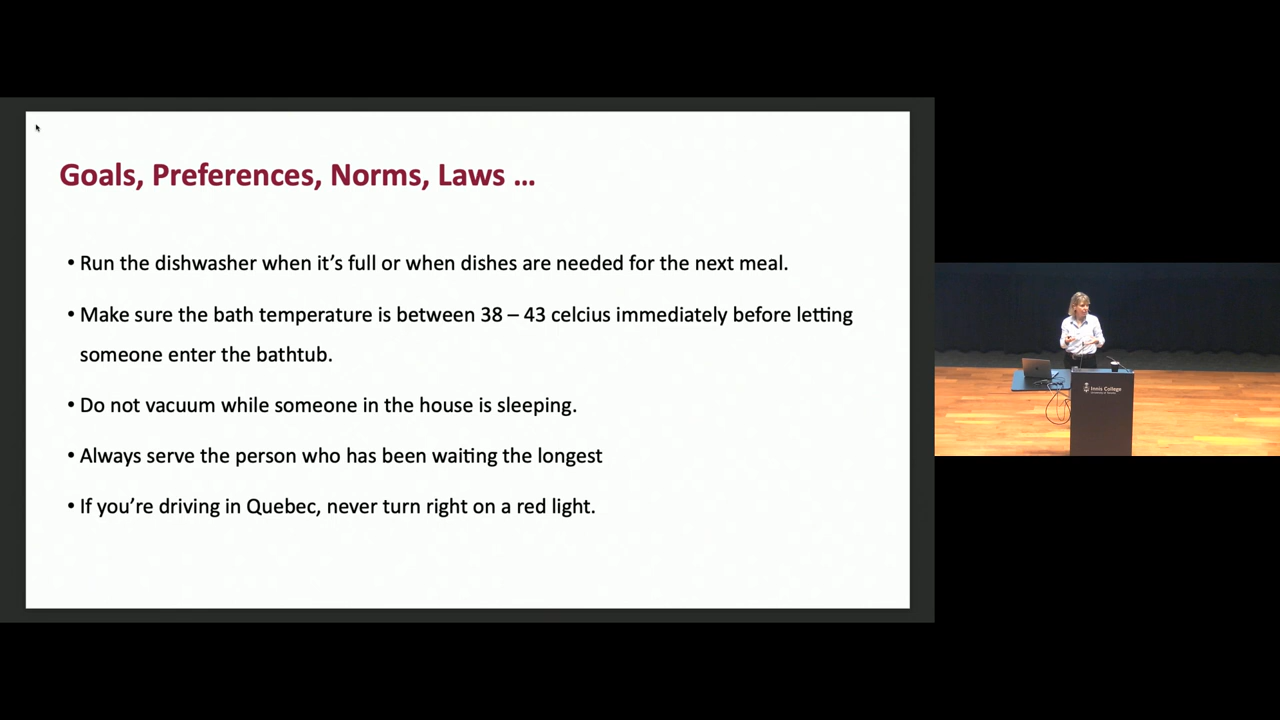 Goals, Preferences, Norms, Laws …
• Run the dishwasher when it’s full or when dishes are needed for the next meal.
• Make sure the bath temperature is between 38 – 43 celcius immediately before letting
someone enter the bathtub.
• Do not vacuum while someone in the house is sleeping.
• Always serve the person who has been waiting the longest
• If you’re driving in Quebec, never turn right on a red light.
Innis College